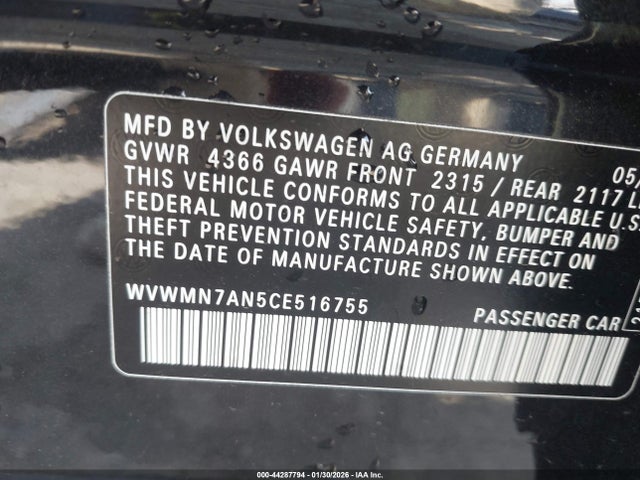 MFD BY VOLKSWAGEN AG GERMANY 05/
GVWR 4366 GAWR FRONT 2315 / REAR 2117 L
THIS VEHICLE CONFORMS TO ALL APPLICABLE U.S.
FEDERAL MOTOR VEHICLE SAFETY, BUMPER AND
THEFT PREVENTION STANDARDS IN EFFECT ON
THE DATE OF MANUFACTURE SHOWN ABOVE.
WVWMN7AN5CE516755
PASSENGER CAR
000-44287794 - 01/30/2026 - IAA Inc.